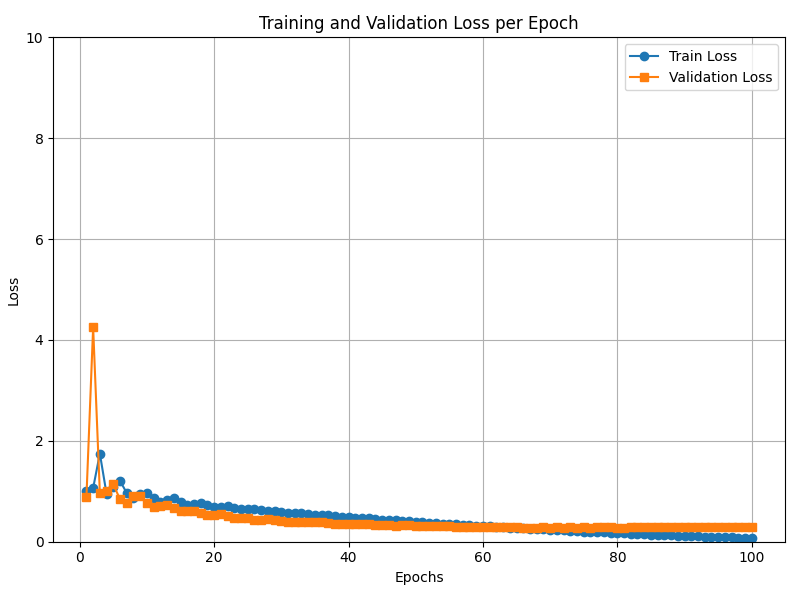 Training and Validation Loss per Epoch
10
8
6
4
2
0
Loss
Train Loss
Validation Loss
0 20 40 60 80 100
Epochs